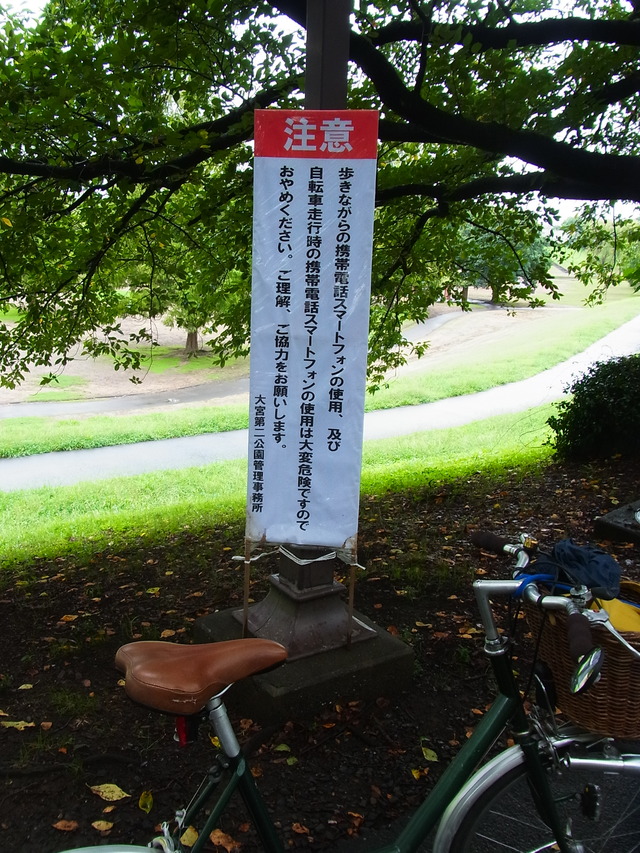 注意
歩きながらの携帯電話スマートフォンの使用、及び
自転車走行時の携帯電話スマートフォンの使用は大変危険ですので
おやめください。ご理解、ご協力をお願いします。
大宮第二公園管理事務所